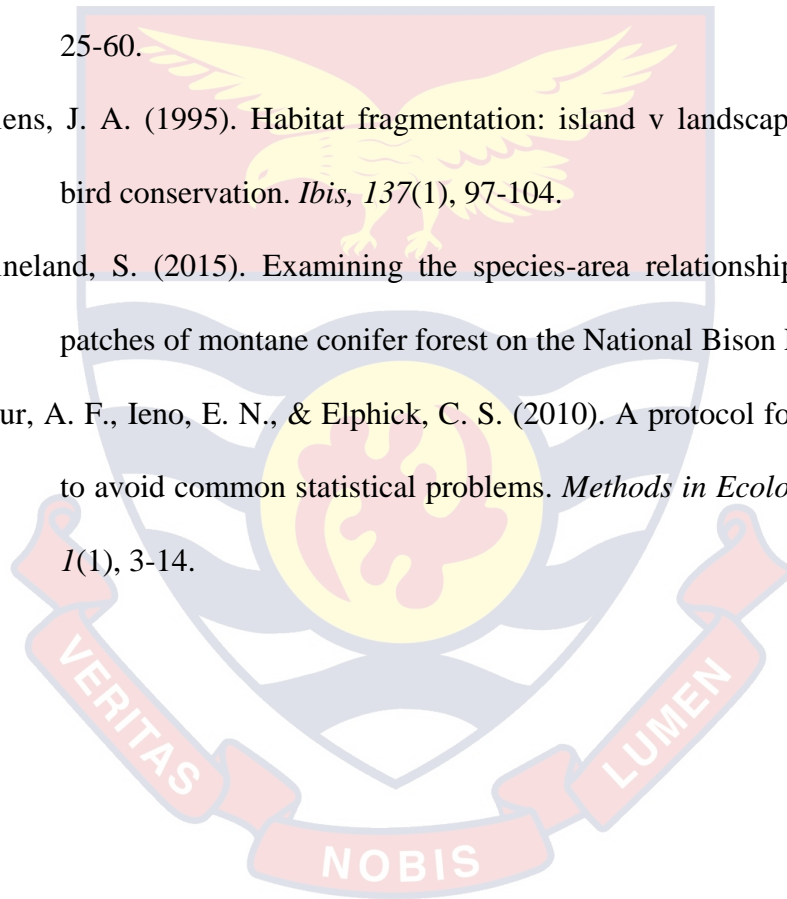 25-60.
iens, J. A. (1995). Habitat fragmentation: island v landscap
bird conservation. Ibis, 137(1), 97-104.
ineland, S. (2015). Examining the species-area relationship
patches of montane conifer forest on the National Bison
ur, A. F., Ieno, E. N., & Elphick, C. S. (2010). A protocol fo
to avoid common statistical problems. Methods in Ecolo
1(1), 3-14.
VERITAS
NOBIS
LUMEN